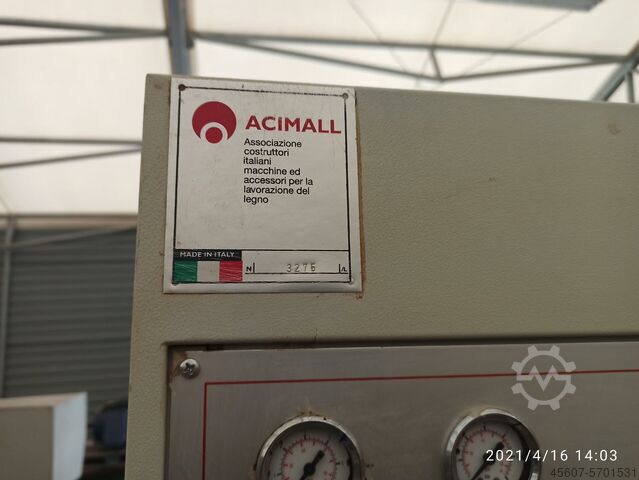 ACIMALL
Associazione
costruttori
italiani
macchine ed
accessori per la
lavorazione del
legno
MADE IN ITALY
N 3275
2021/4/16 14:03
45607-5701531